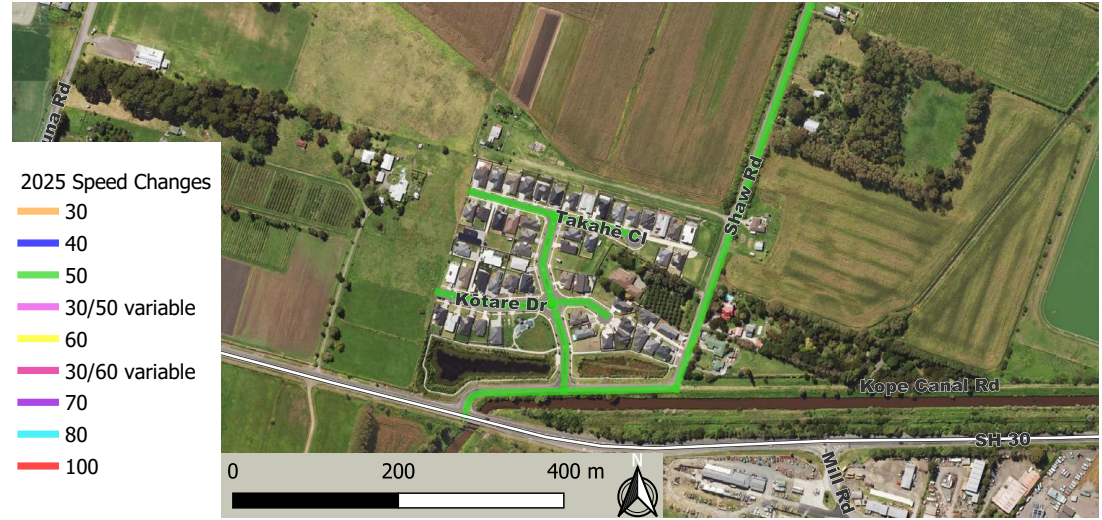 una Rd
2025 Speed Changes
30
40
50
30/50 variable
60
30/60 variable
70
80
100
Shaw Rd
Takahē Cl
Kōtare Dr
Kope Canal Rd
SH 30
Mill Rd
0 200 400 m
N